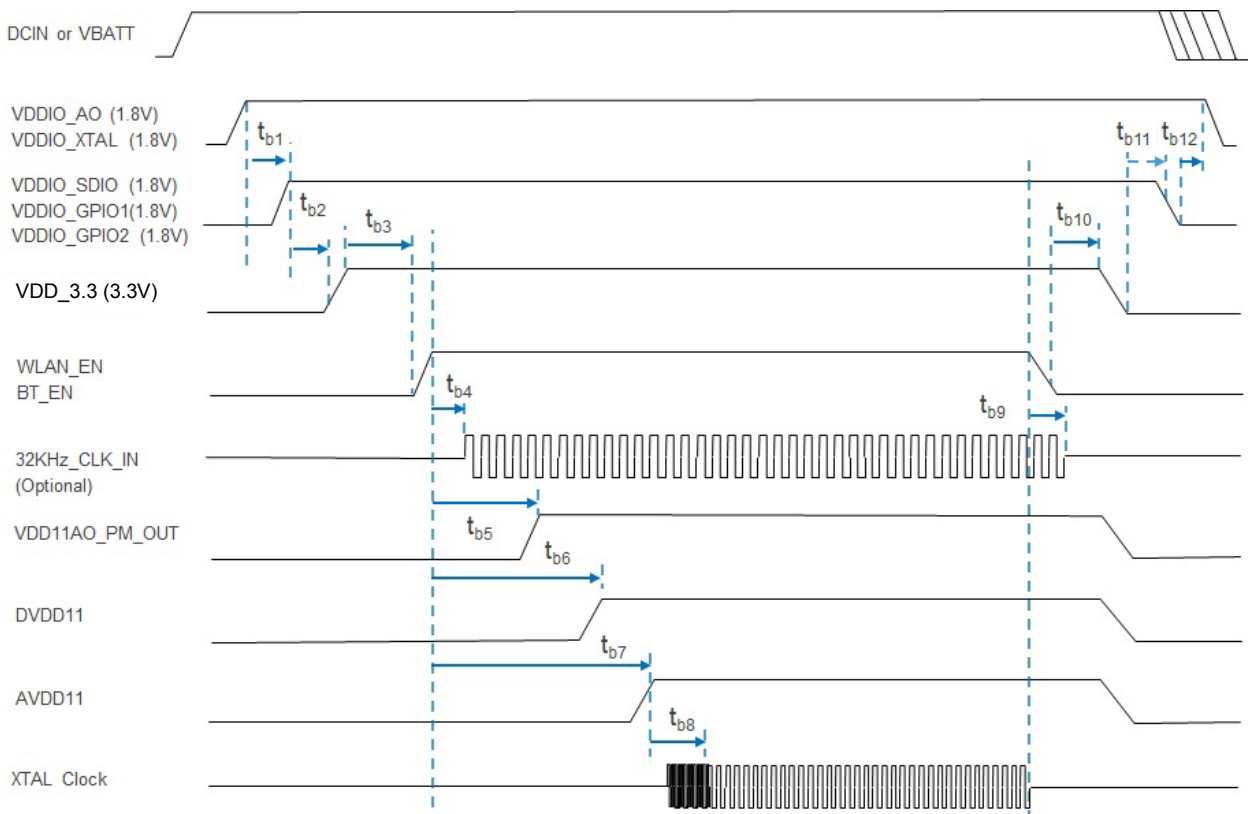 DCIN or VBATT
VDDIO_AO (1.8V)
VDDIO_XTAL (1.8V)
tb1
tb11
tb12
VDDIO_SDIO (1.8V)
VDDIO_GPIO1(1.8V)
VDDIO_GPIO2 (1.8V)
tb2
tb3
tb10
VDD_3.3 (3.3V)
WLAN_EN
BT_EN
tb4
tb9
32KHz_CLK_IN
(Optional)
VDD11AO_PM_OUT
tb5
tb6
DVDD11
tb7
AVDD11
tb8
XTAL Clock